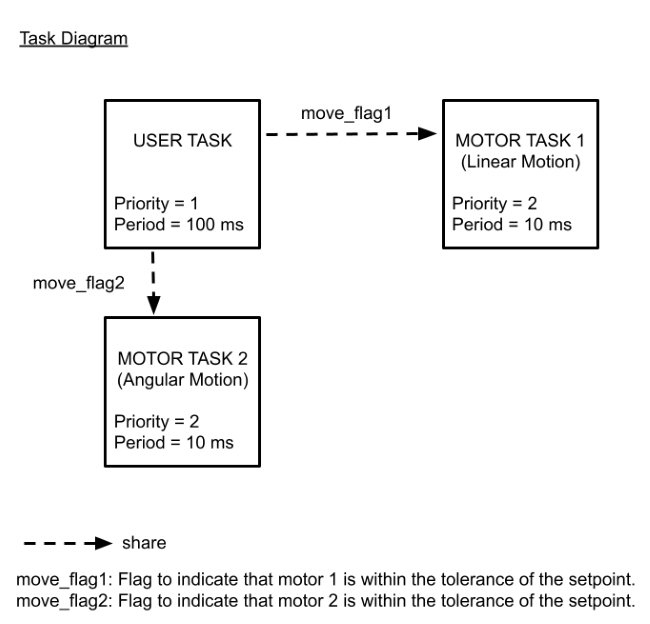 Task Diagram
move_flag1
USER TASK
Priority = 1
Period = 100 ms
MOTOR TASK 1
(Linear Motion)
Priority = 2
Period = 10 ms
move_flag2
MOTOR TASK 2
(Angular Motion)
Priority = 2
Period = 10 ms
share
move_flag1: Flag to indicate that motor 1 is within the tolerance of the setpoint.
move_flag2: Flag to indicate that motor 2 is within the tolerance of the setpoint.